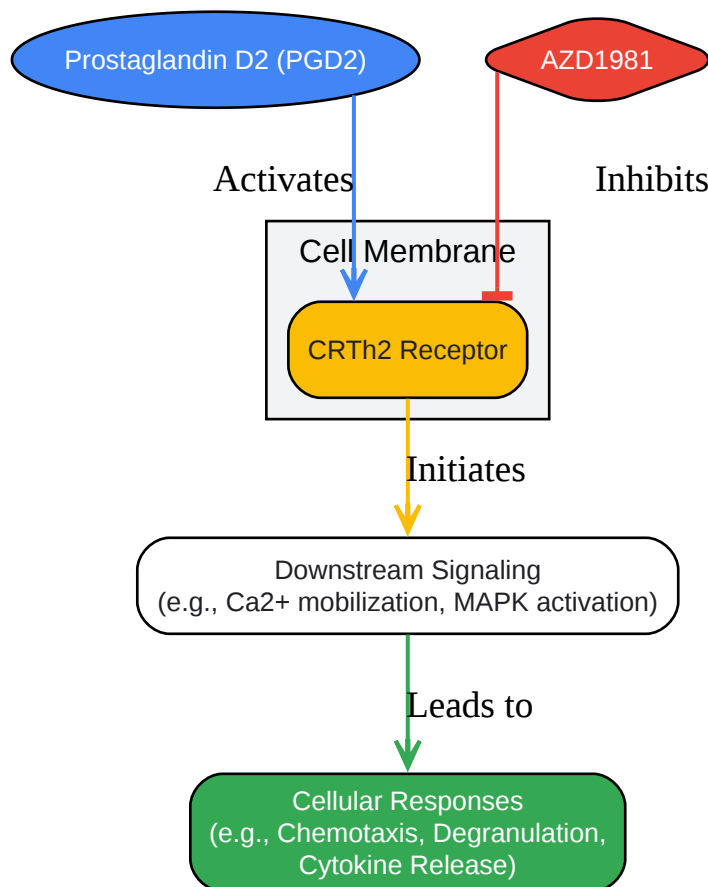 Prostaglandin D2 (PGD2)
AZD1981
Activates
Inhibits
Cell Membrane
CRTh2 Receptor
Initiates
Downstream Signaling
(e.g., Ca2+ mobilization, MAPK activation)
Leads to
Cellular Responses
(e.g., Chemotaxis, Degranulation,
Cytokine Release)